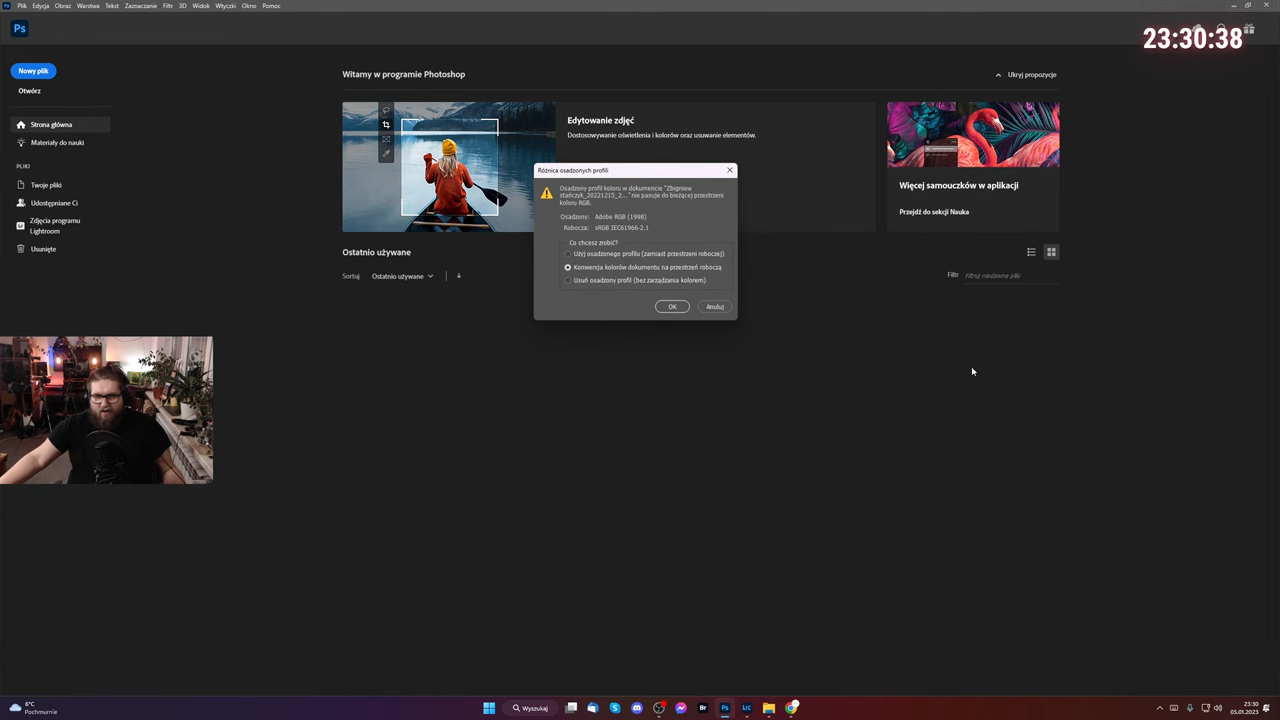 Plik Edycja Obraz Warstwa Tekst Zaznaczanie Filtr 3D Widok Wtyczki Okno Pomoc
Ps
23:30:38
Nowy plik
Otwórz
Strona główna
Materiały do nauki
PLIKI
Twoje pliki
Udostępniane Ci
Zdjęcia programu
Lightroom
Usunięte
Witamy w programie Photoshop
Ukryj propozycje
Edytowanie zdjęć
Dostosowywanie oświetlenia i kolorów oraz usuwanie elementów.
Więcej samouczków w aplikacji
Przejdź do sekcji Nauka
Ostatnio używane
Sortuj Ostatnio używane
Filtr Filtruj niedawne pliki
Różnica osadzonych profili
Osadzony profil koloru w dokumencie "Zbigniew
stańczyk_20221215_2..." nie pasuje do bieżącej przestrzeni
koloru RGB.
Osadzony: Adobe RGB (1998)
Robocza: sRGB IEC61966-2.1
Co chcesz zrobić?
Użyj osadzonego profilu (zamiast przestrzeni roboczej)
Konwersja kolorów dokumentu na przestrzeń roboczą
Usuń osadzony profil (bez zarządzania kolorem)
OK Anuluj
6°C
Pochmurnie
Wyszukaj
Br Ps Lrc
23:30
05.01.2023